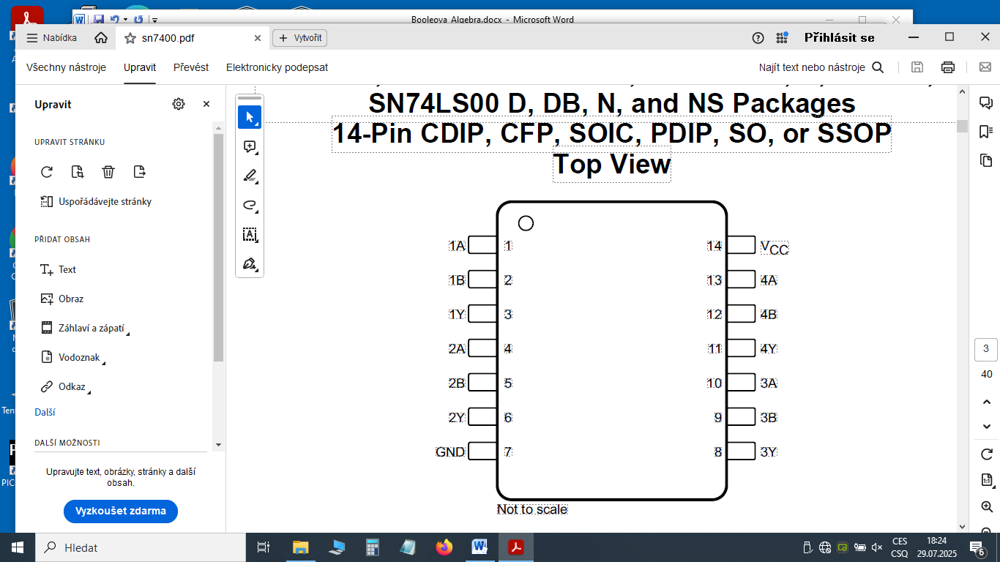 Booleova_Algebra.docx - Microsoft Word
Nabídka
sn7400.pdf
Vytvořit
Přihlásit se
Všechny nástroje
Upravit
Převést
Elektronicky podepsat
Najít text nebo nástroje
Upravit
UPRAVIT STRÁNKU
Uspořádávejte stránky
PŘIDAT OBSAH
Text
Obraz
Záhlaví a zápatí
Vodoznak
Odkaz
Další
DALŠÍ MOŽNOSTI
Upravujte text, obrázky, stránky a další
obsah.
Vyzkoušet zdarma
SN74LS00 D, DB, N, and NS Packages
14-Pin CDIP, CFP, SOIC, PDIP, SO, or SSOP
Top View
1A 1 14 VCC
1B 2 13 4A
1Y 3 12 4B
2A 4 11 4Y
2B 5 10 3A
2Y 6 9 3B
GND 7 8 3Y
Not to scale
3
40
1:1
Hledat
CES
CSQ
18:24
29.07.2025
6